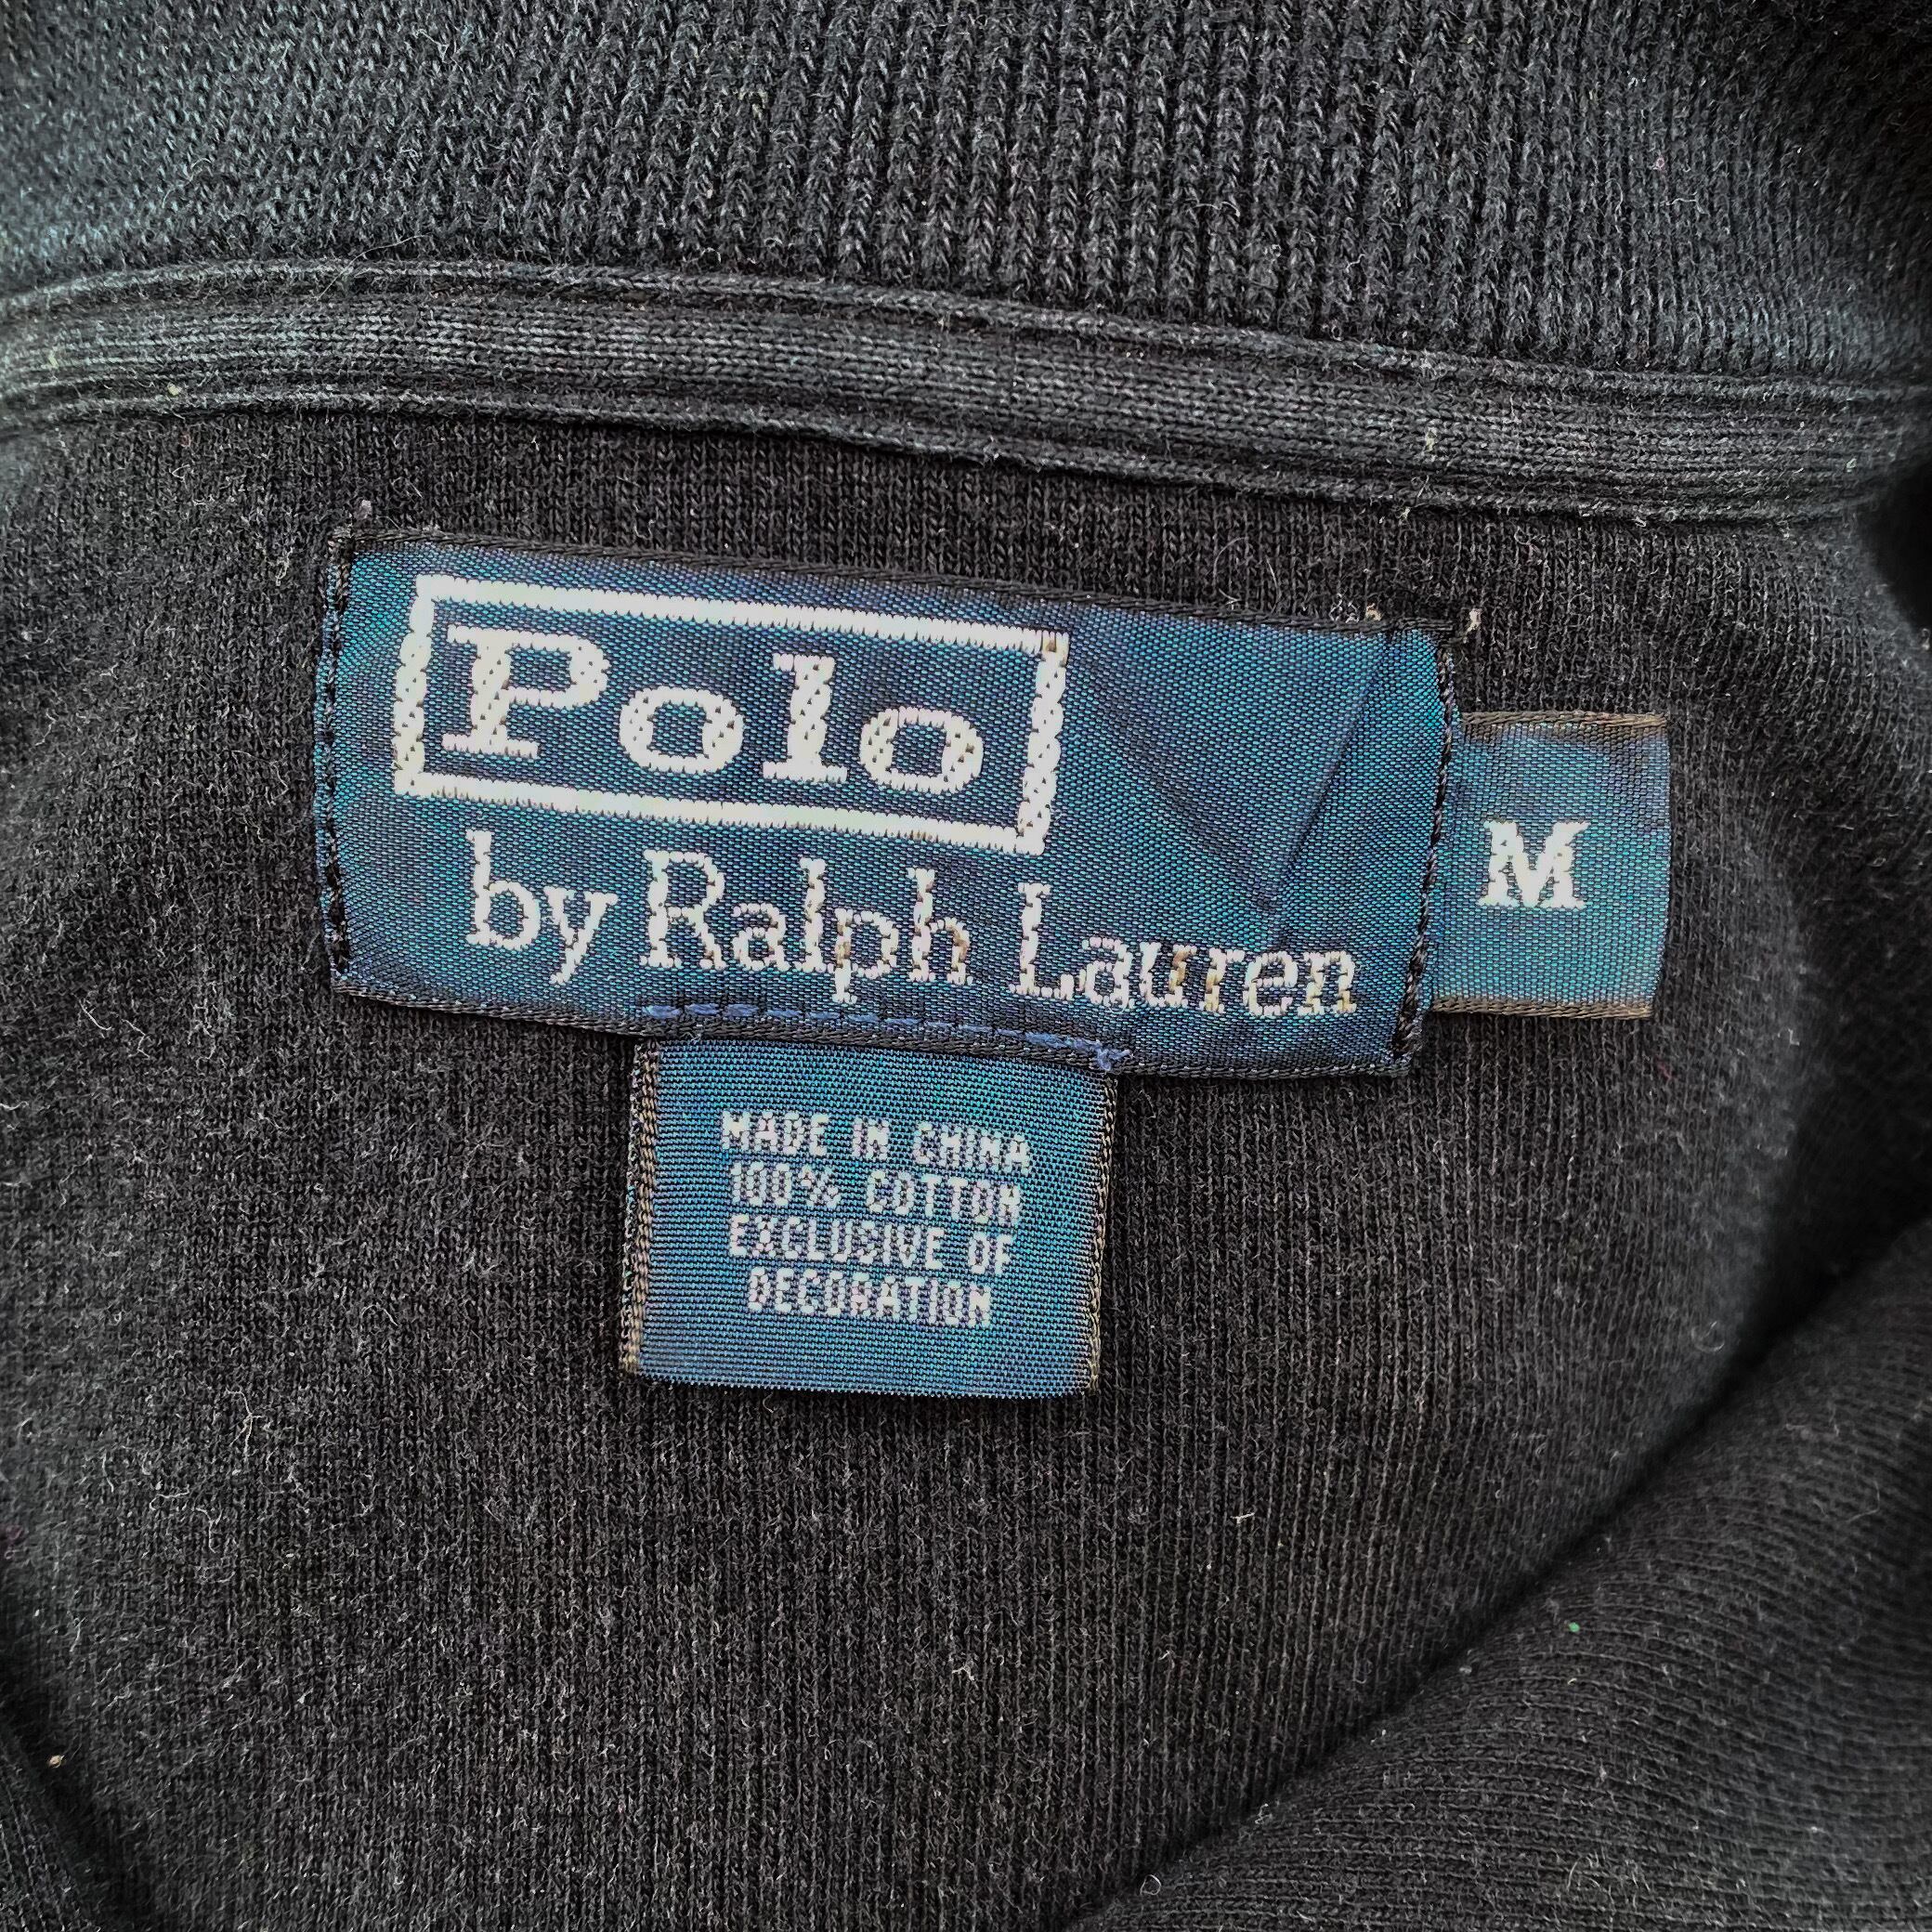 Polo
by Ralph Lauren
M
MADE IN CHINA
100% COTTON
EXCLUSIVE OF
DECORATION